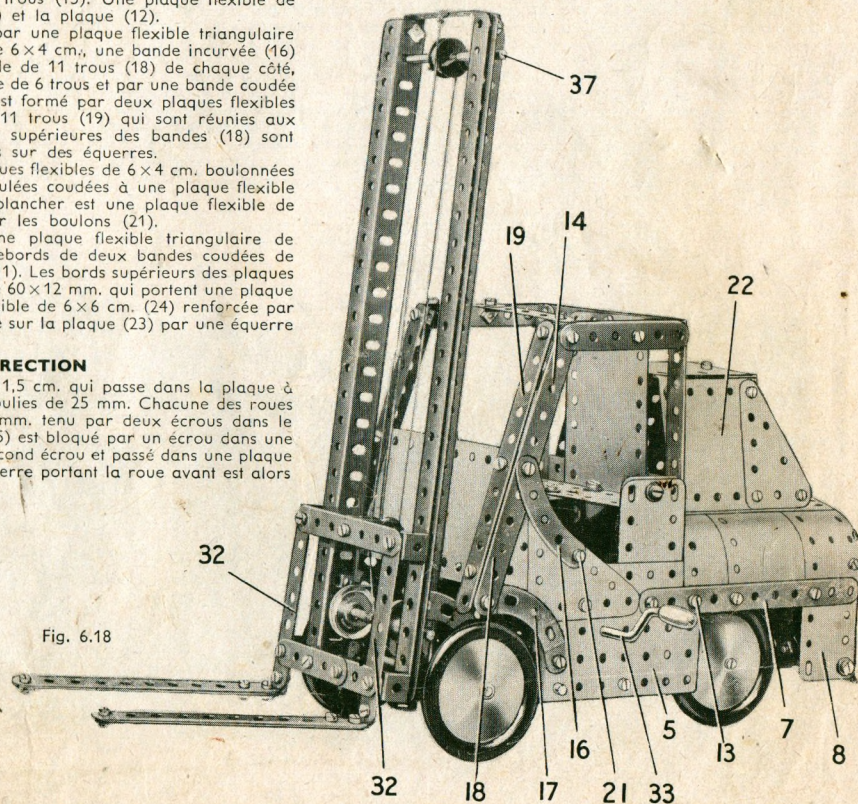 trous (15). Une plaque flexible de
) et la plaque (12).
par une plaque flexible triangulaire
e 6×4 cm., une bande incurvée (16)
le de 11 trous (18) de chaque côté,
e de 6 trous et par une bande coudée
st formé par deux plaques flexibles
11 trous (19) qui sont réunies aux
supérieures des bandes (18) sont
s sur des équerres.
ues flexibles de 6×4 cm. boulonnées
ulées coudées à une plaque flexible
plancher est une plaque flexible de
r les boulons (21).
ne plaque flexible triangulaire de
ebords de deux bandes coudées de
1). Les bords supérieurs des plaques
60×12 mm. qui portent une plaque
ible de 6×6 cm. (24) renforcée par
e sur la plaque (23) par une équerre
RECTION
1,5 cm. qui passe dans la plaque à
oulies de 25 mm. Chacune des roues
mm. tenu par deux écrous dans le
5) est bloqué par un écrou dans une
cond écrou et passé dans une plaque
erre portant la roue avant est alors
37
19
14
22
32
Fig. 6.18
32
18
17
16
21
33
5
13
7
8